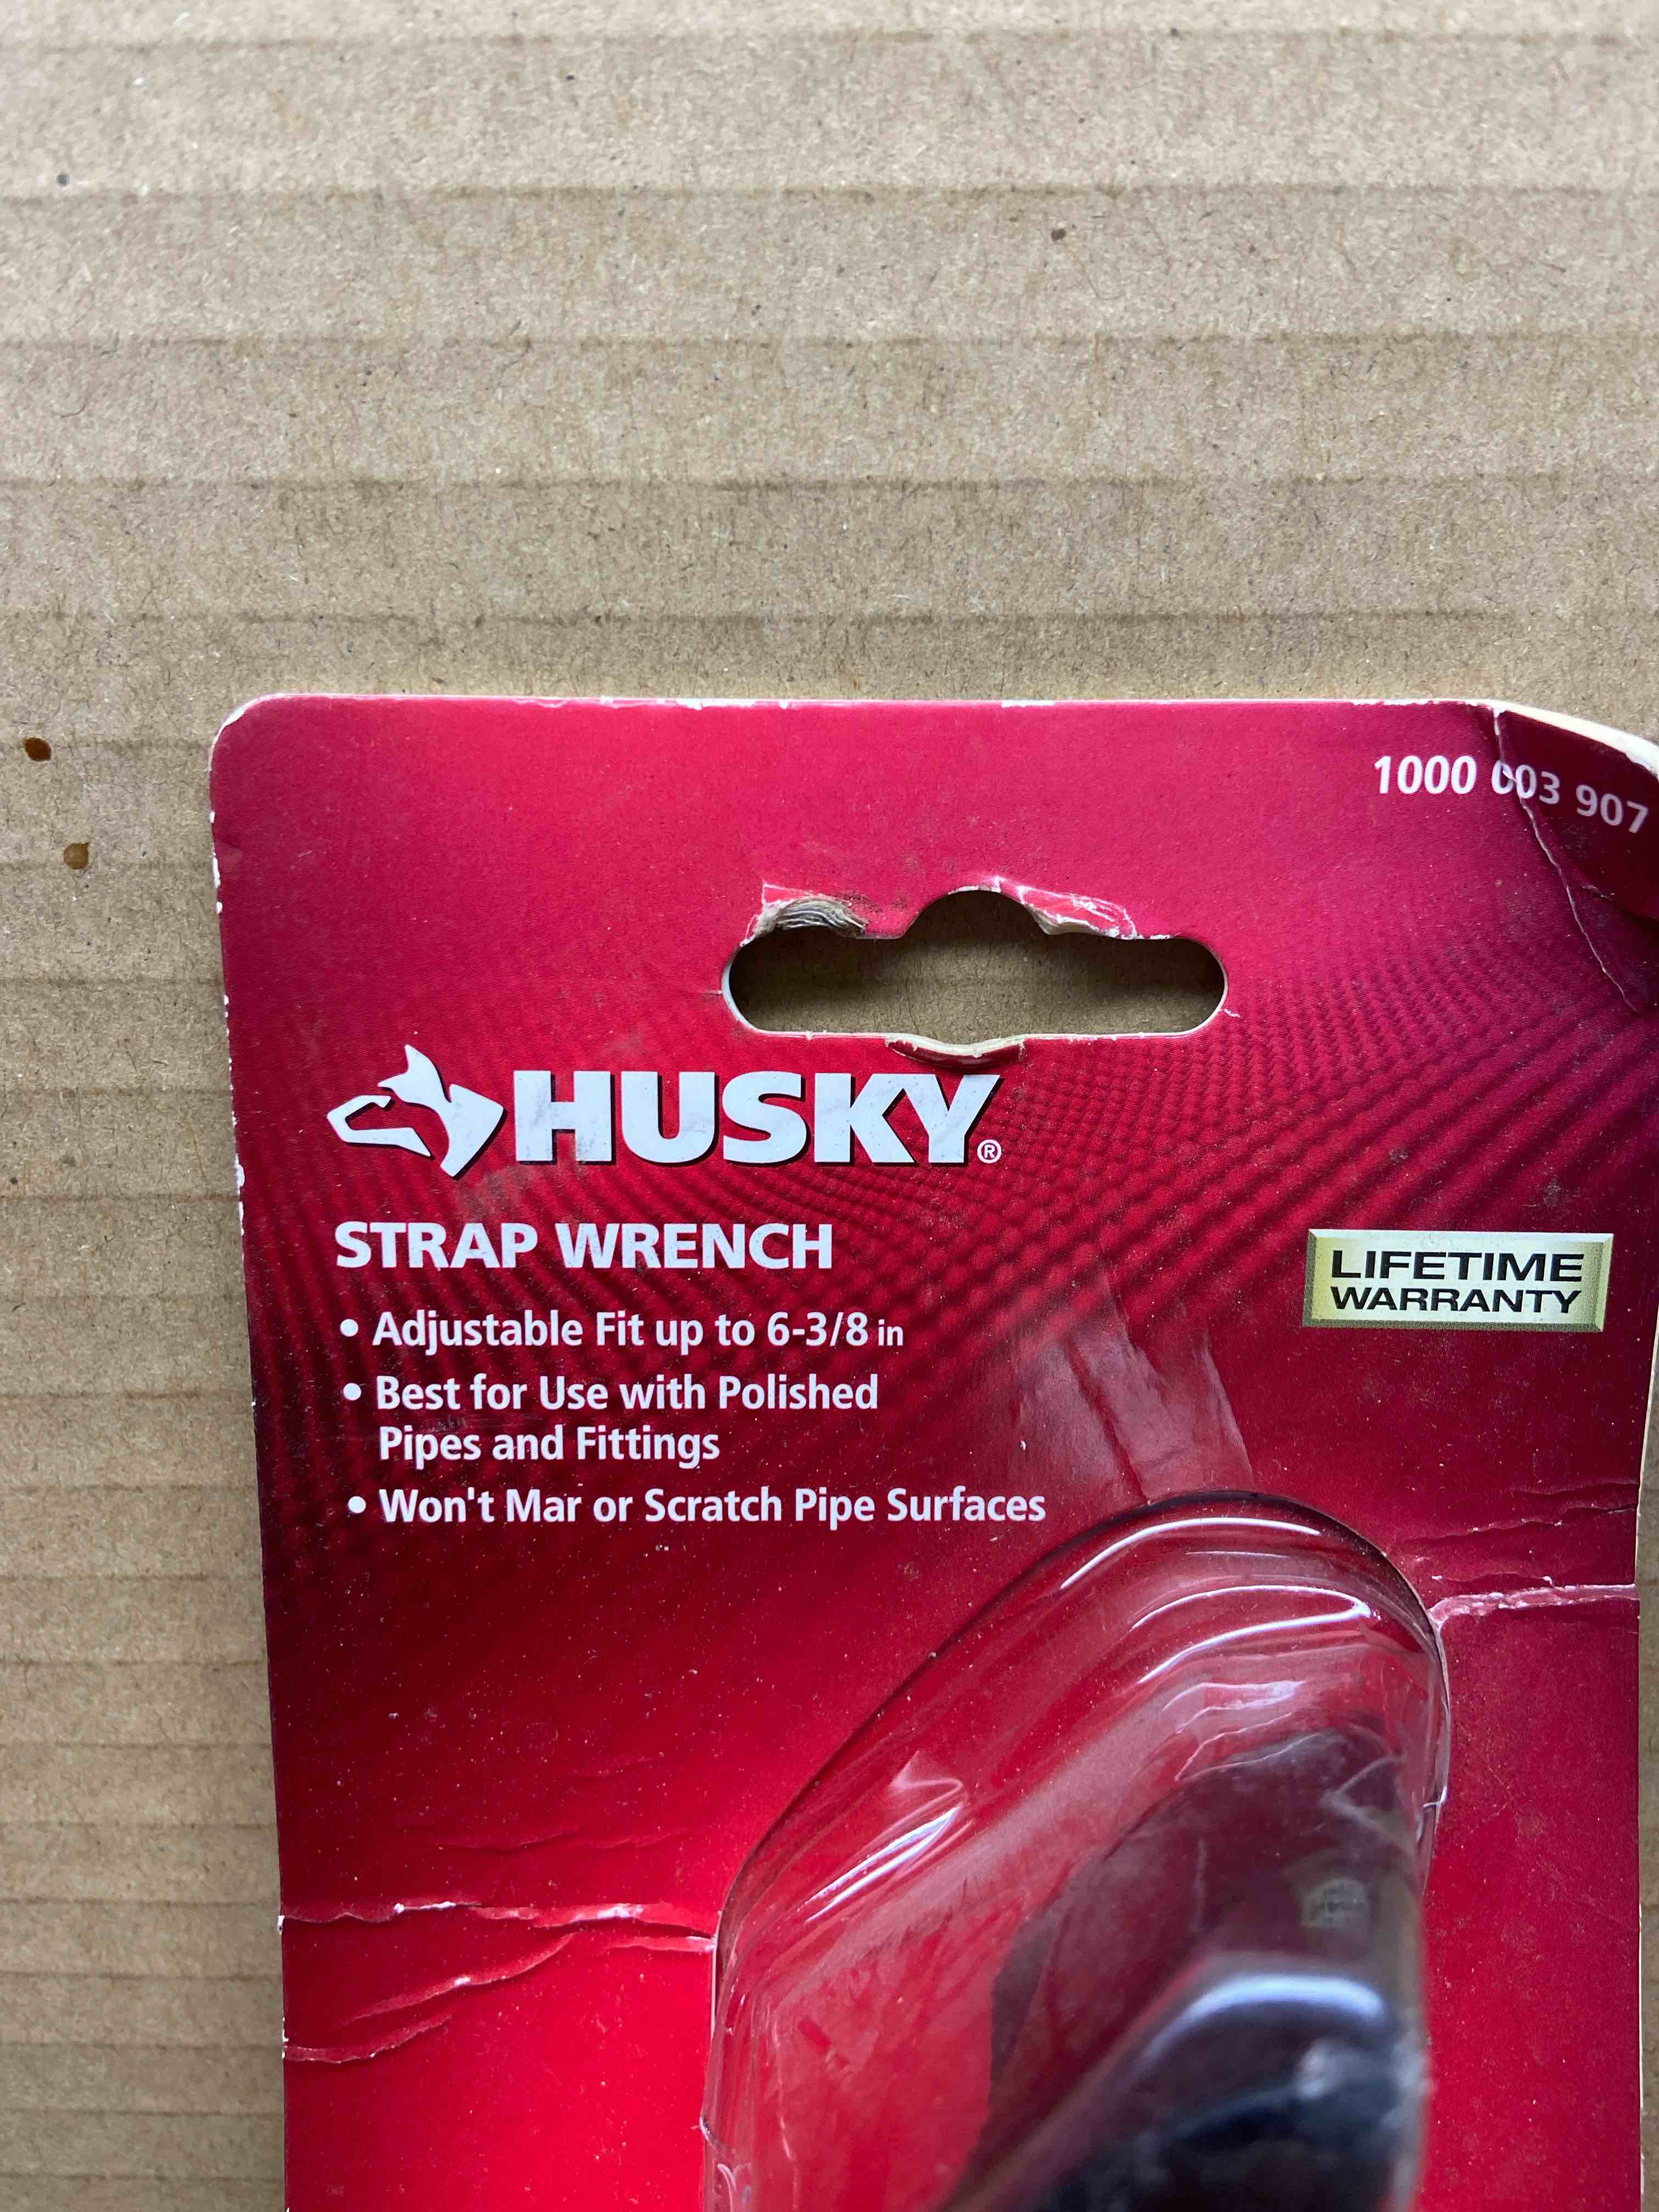 1000 003 907
HUSKY®
STRAP WRENCH
LIFETIME
WARRANTY
• Adjustable Fit up to 6-3/8 in
• Best for Use with Polished
Pipes and Fittings
• Won't Mar or Scratch Pipe Surfaces